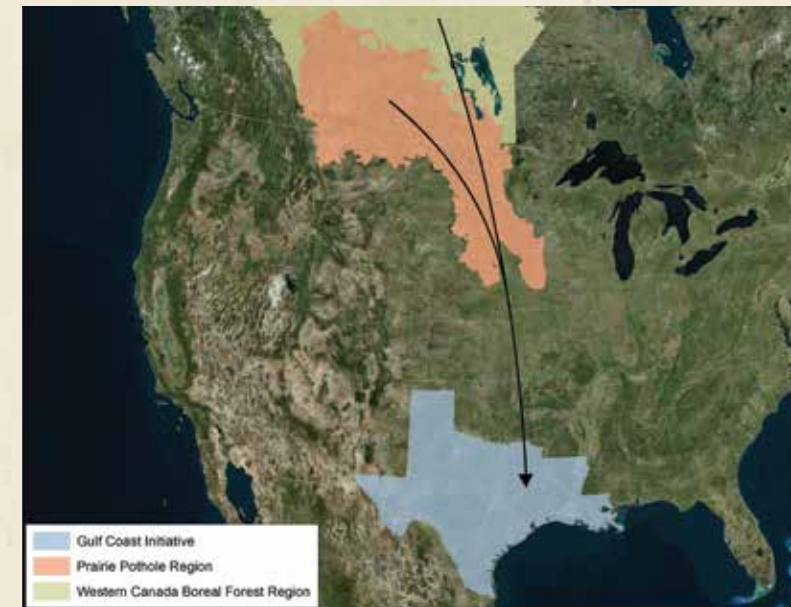 Gulf Coast Initiative
Prairie Pothole Region
Western Canada Boreal Forest Region